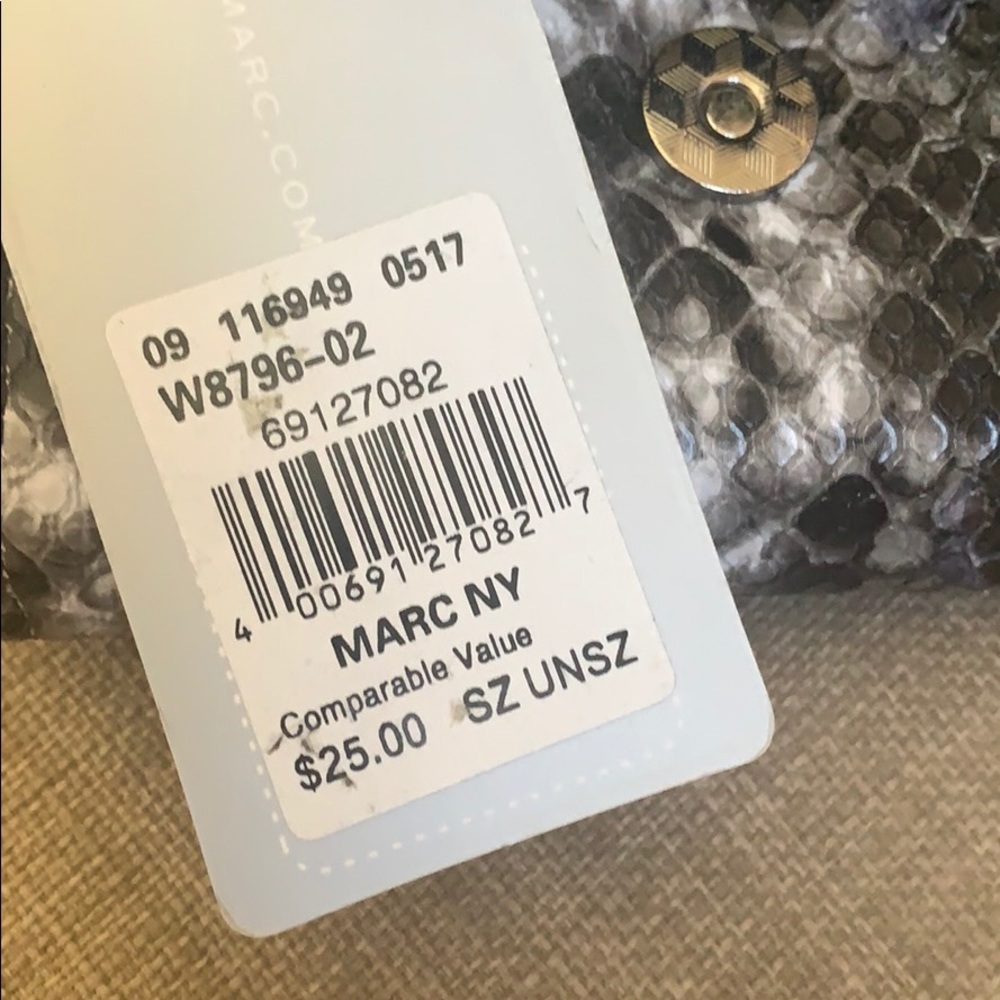 MARC.COM
09 116949 0517
W8796-02
69127082
4 00691 27082 7
MARC NY
Comparable Value
$25.00 SZ UNSZ